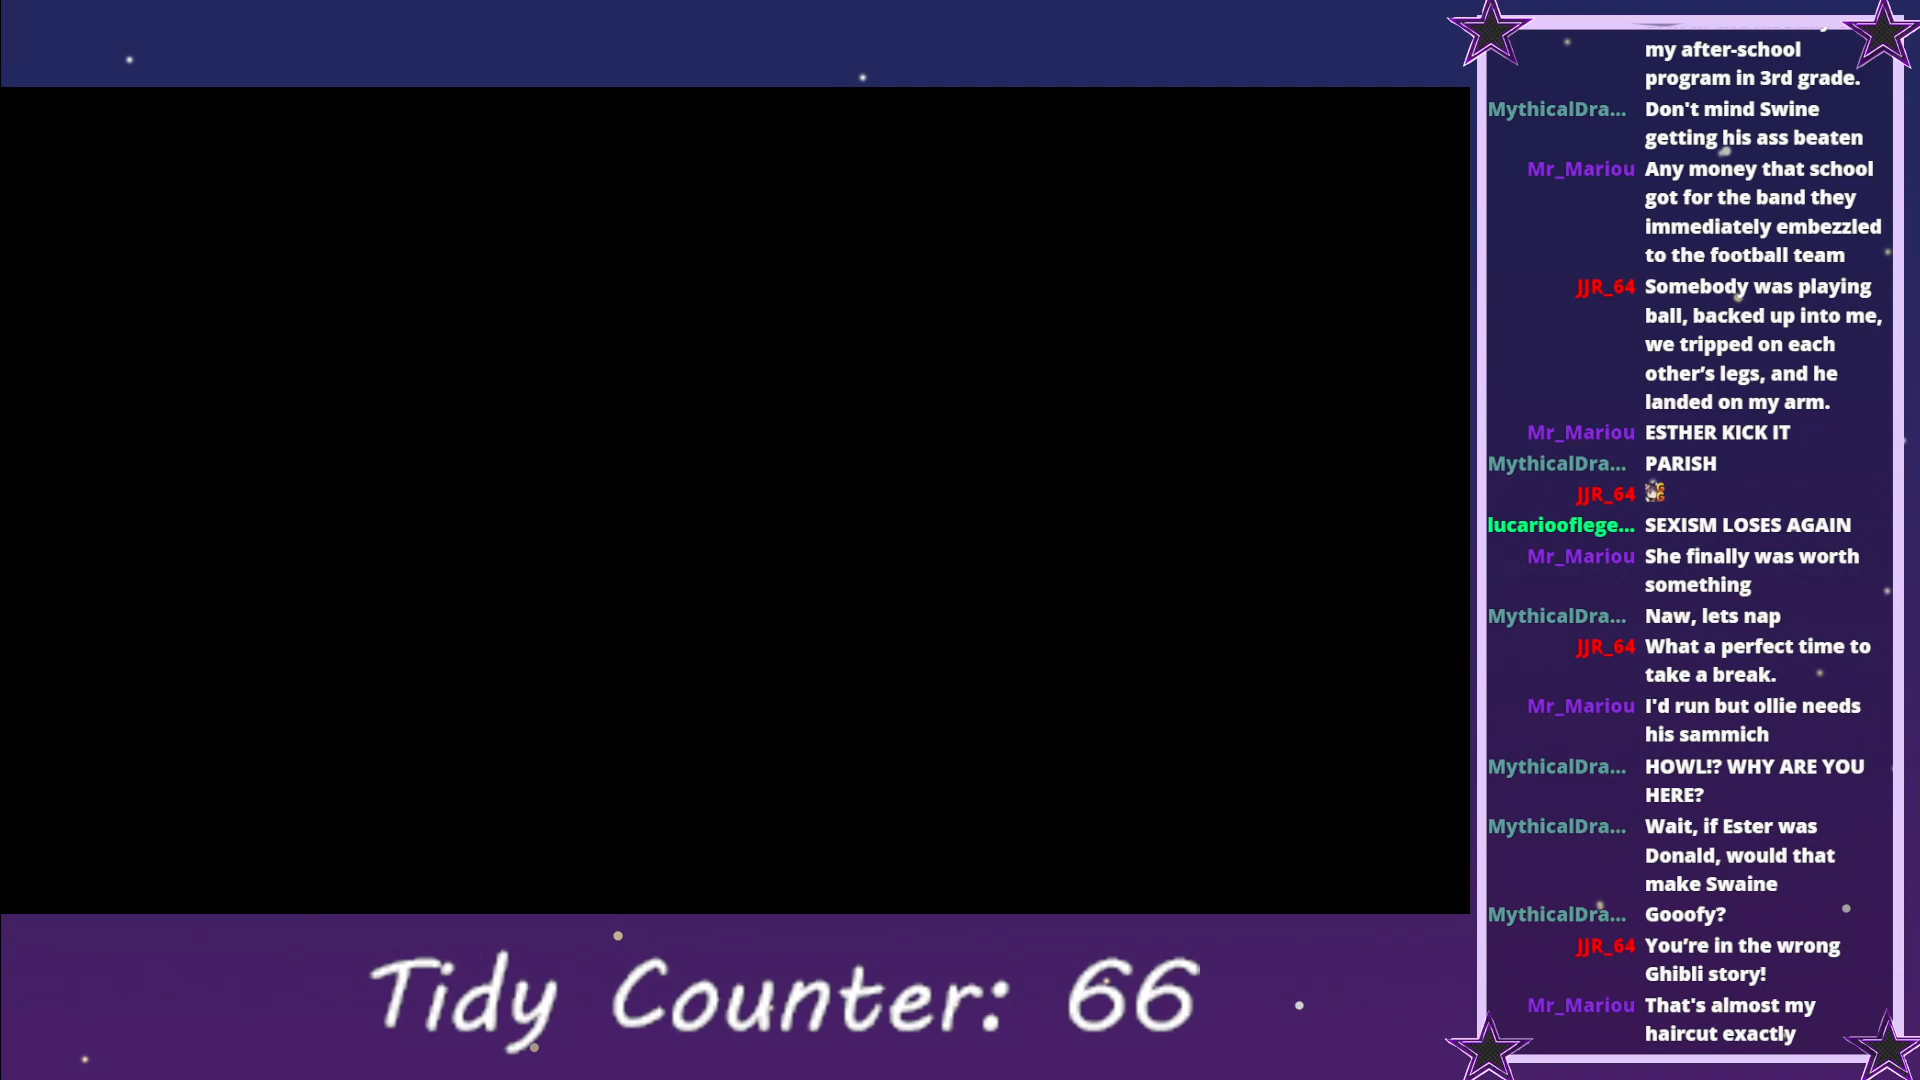 my after-school
program in 3rd grade.
MythicalDra... Don't mind Swine
getting his ass beaten
Mr_Mariou Any money that school
got for the band they
immediately embezzled
to the football team
JJR_64 Somebody was playing
ball, backed up into me,
we tripped on each
other’s legs, and he
landed on my arm.
Mr_Mariou ESTHER KICK IT
MythicalDra... PARISH
JJR_64
lucariooflege... SEXISM LOSES AGAIN
Mr_Mariou She finally was worth
something
MythicalDra... Naw, lets nap
JJR_64 What a perfect time to
take a break.
Mr_Mariou I'd run but ollie needs
his sammich
MythicalDra... HOWL!? WHY ARE YOU
HERE?
MythicalDra... Wait, if Ester was
Donald, would that
make Swaine
MythicalDra... Gooofy?
JJR_64 You’re in the wrong
Ghibli story!
Mr_Mariou That's almost my
haircut exactly
Tidy Counter: 66